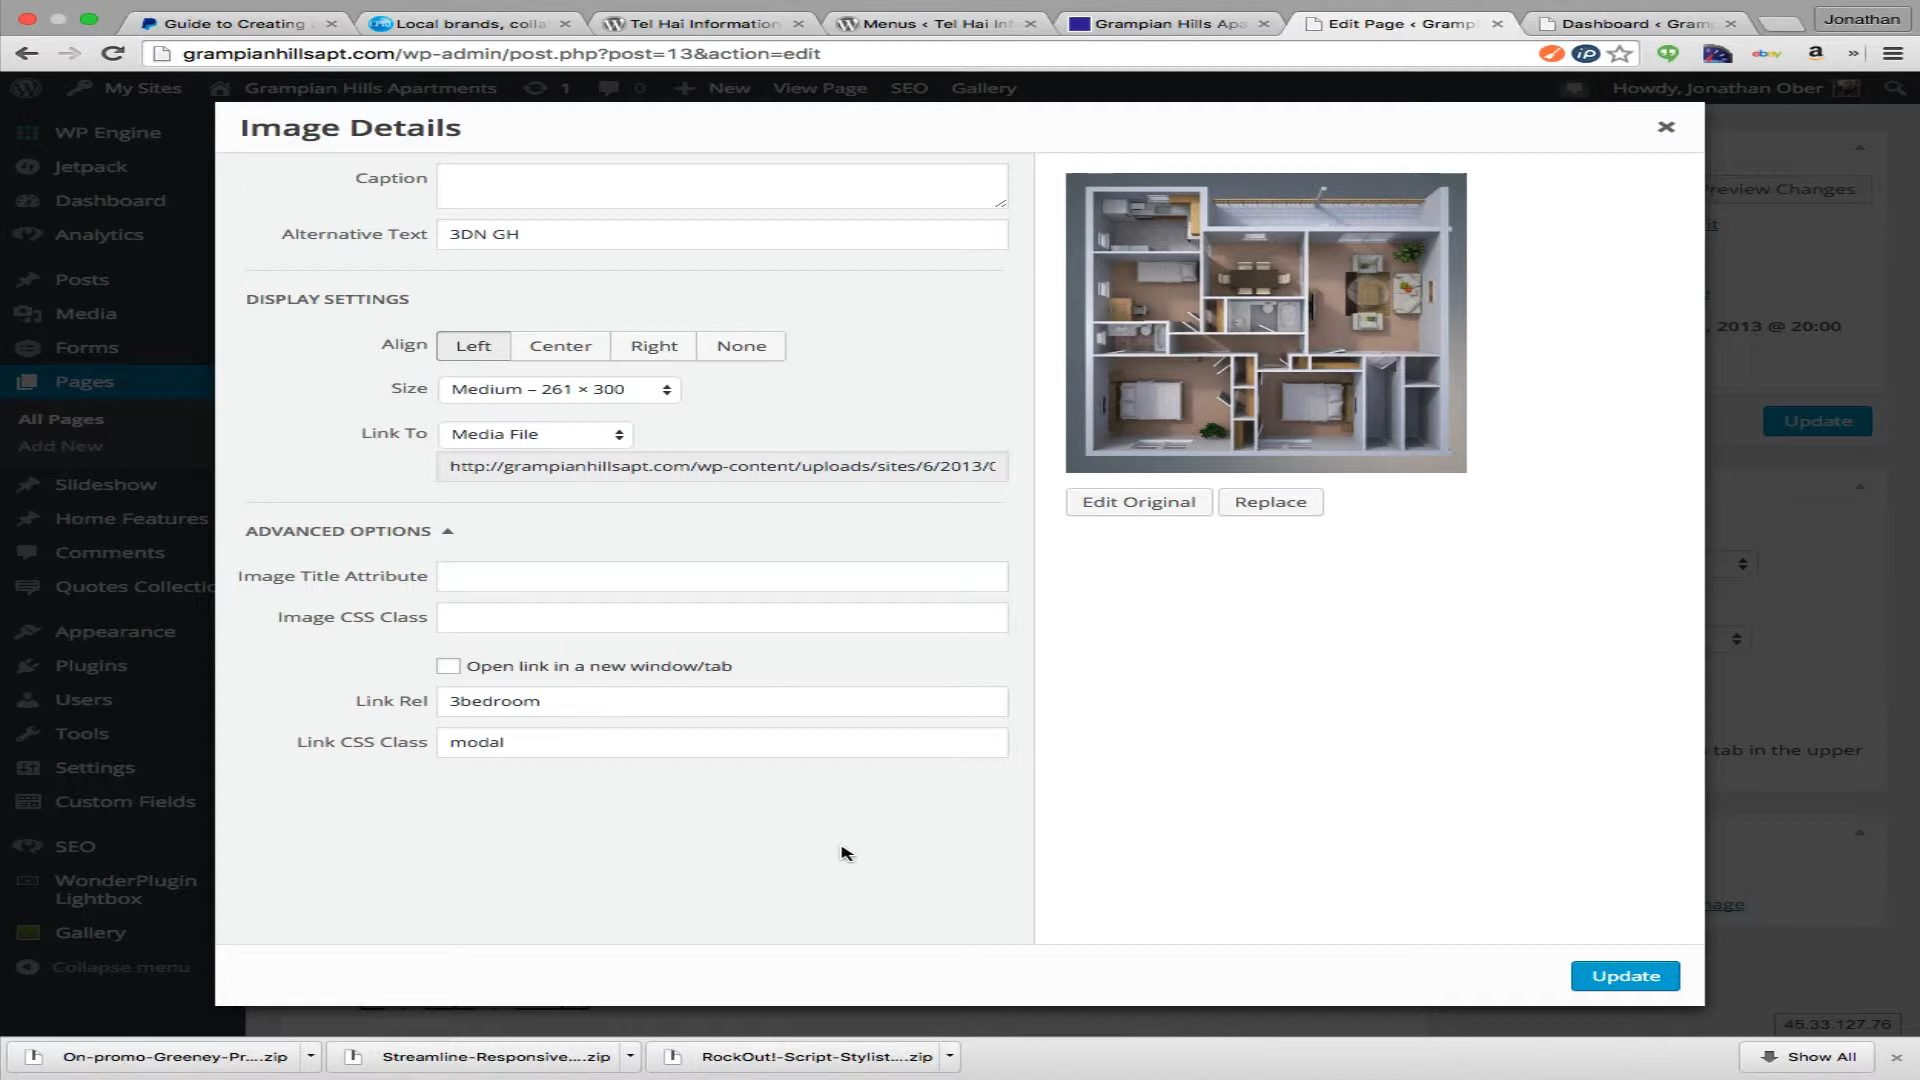 Guide to Creating
Local brands, colla
Tel Hai Information
Menus < Tel Hai Inf
Grampian Hills Apa
Edit Page < Gramp
Dashboard < Gram
Jonathan
grampianhillsapt.com/wp-admin/post.php?post=13&action=edit
ip
ebay
a
»
My Sites
Grampian Hills Apartments
1
0
New
View Page
SEO
Gallery
Howdy, Jonathan Ober
WP Engine
Jetpack
Dashboard
Analytics
Posts
Media
Forms
Pages
All Pages
Add New
Slideshow
Home Features
Comments
Quotes Collectio
Appearance
Plugins
Users
Tools
Settings
Custom Fields
SEO
WonderPlugin
Lightbox
Gallery
Collapse menu
Image Details
Caption
Alternative Text
3DN GH
DISPLAY SETTINGS
Align
Left
Center
Right
None
Size
Medium – 261 × 300
Link To
Media File
http://grampianhillsapt.com/wp-content/uploads/sites/6/2013/0
ADVANCED OPTIONS
Image Title Attribute
Image CSS Class
Open link in a new window/tab
Link Rel
3bedroom
Link CSS Class
modal
Edit Original
Replace
Update
Preview Changes
it
, 2013 @ 20:00
Update
tab in the upper
mage
45.33.127.76
On-promo-Greeney-Pr....zip
Streamline-Responsive....zip
RockOut!-Script-Stylist....zip
Show All